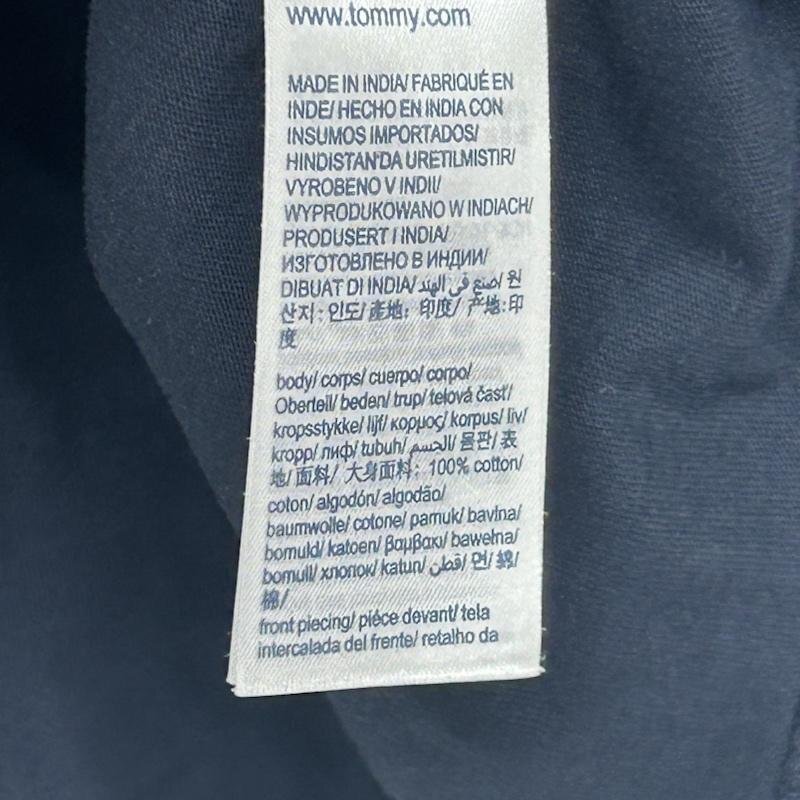 www.tommy.com
MADE IN INDIA/ FABRIQUÉ EN
INDE/ HECHO EN INDIA CON
INSUMOS IMPORTADOS/
HINDISTAN'DA URETILMISTIR/
VYROBENO V INDII/
WYPRODUKOWANO W INDIACH/
PRODUSERT I INDIA/
ИЗГОТОВЛЕНО В ИНДИИ/
DIBUAT DI INDIA/ صنع في الهند/ 원
산지: 인도/ 產地: 印度/ 产地:印
度
body/ corps/ cuerpo/ corpo/
Oberteil/ beden/ trup/ telová časť/
kropsstykke/ lijf/ κορμος/ korpus/ liv/
kropp/ лиф/ tubuh/ الجسم/ 몸판/ 表
地/ 面料/ 大身面料: 100% cotton/
coton/ algodón/ algodão/
baumwolle/ cotone/ pamuk/ bavlna/
bomuld/ katoen/ βαμβακι/ bawełna/
bomull/ хлопок/ katun/ قطن/ 면/ 綿/
棉/
front piecing/ piéce devant/ tela
intercalada del frente/ retalho da